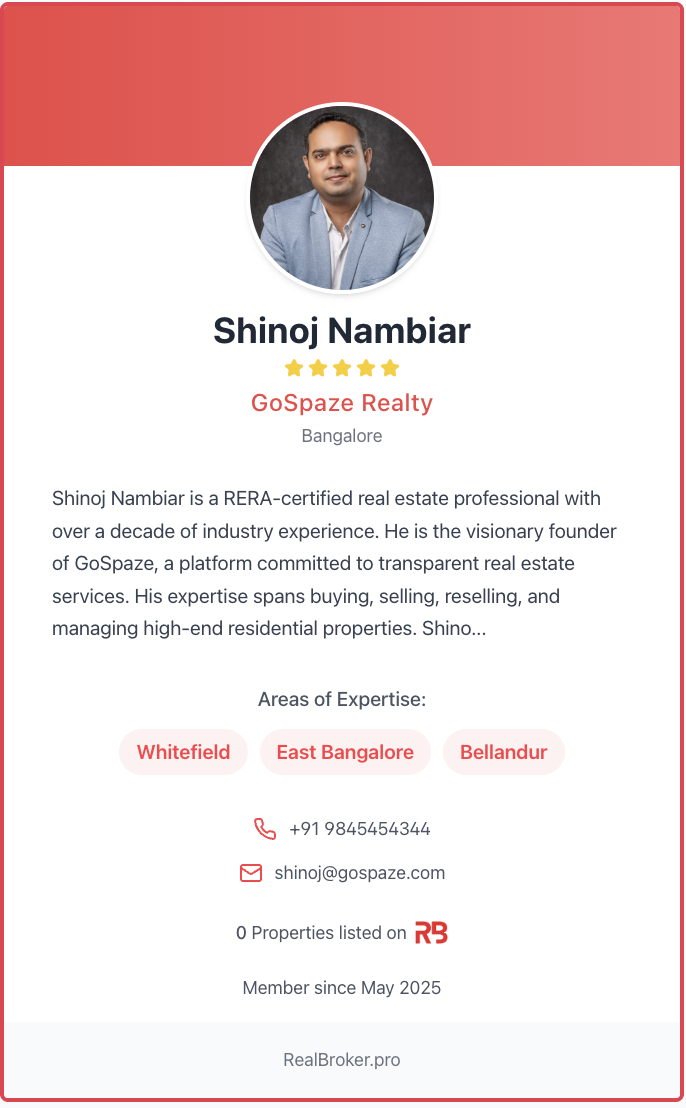 Shinoj Nambiar
GoSpaze Realty
Bangalore
Shinoj Nambiar is a RERA-certified real estate professional with
over a decade of industry experience. He is the visionary founder
of GoSpaze, a platform committed to transparent real estate
services. His expertise spans buying, selling, reselling, and
managing high-end residential properties. Shino...
Areas of Expertise:
Whitefield East Bangalore Bellandur
+91 9845454344
shinoj@gospaze.com
0 Properties listed on RB
Member since May 2025
RealBroker.pro